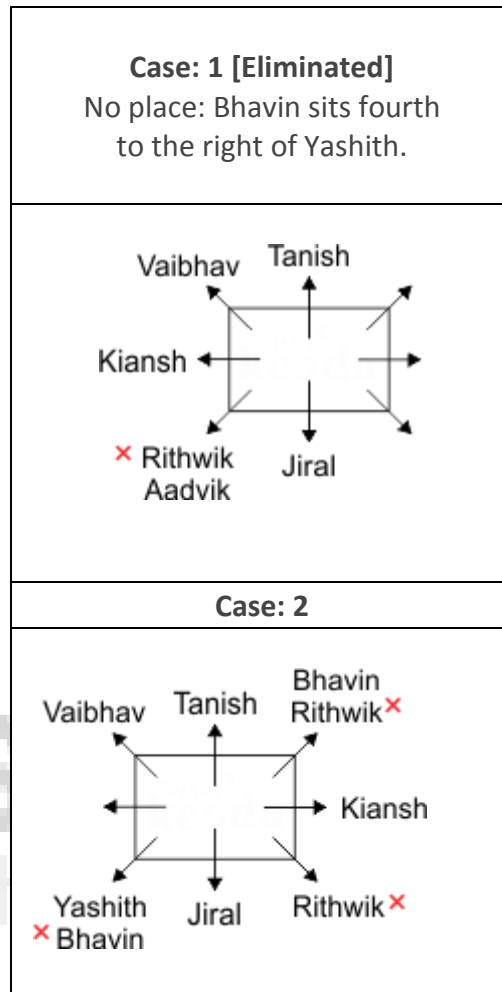 Case: 1 [Eliminated]
No place: Bhavin sits fourth
to the right of Yashith.
Vaibhav Tanish
Kiansh
× Rithwik
Aadvik
Jiral
Case: 2
Bhavin
Vaibhav Tanish Rithwik ×
Kiansh
Yashith
× Bhavin
Jiral
Rithwik ×